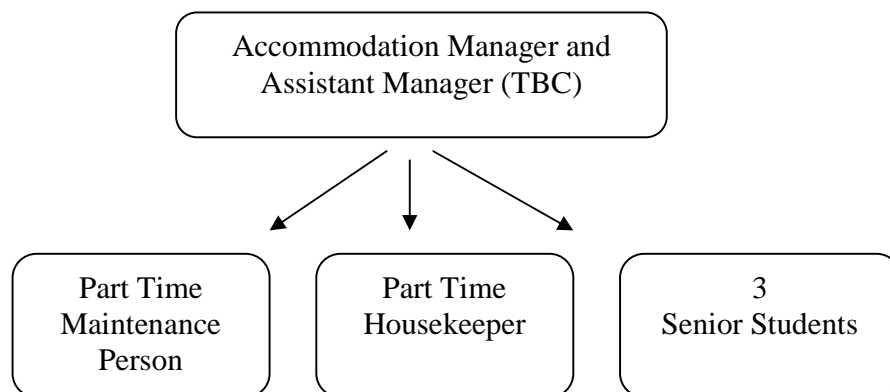 Accommodation Manager and
Assistant Manager (TBC)
Part Time
Maintenance
Person
Part Time
Housekeeper
3
Senior Students